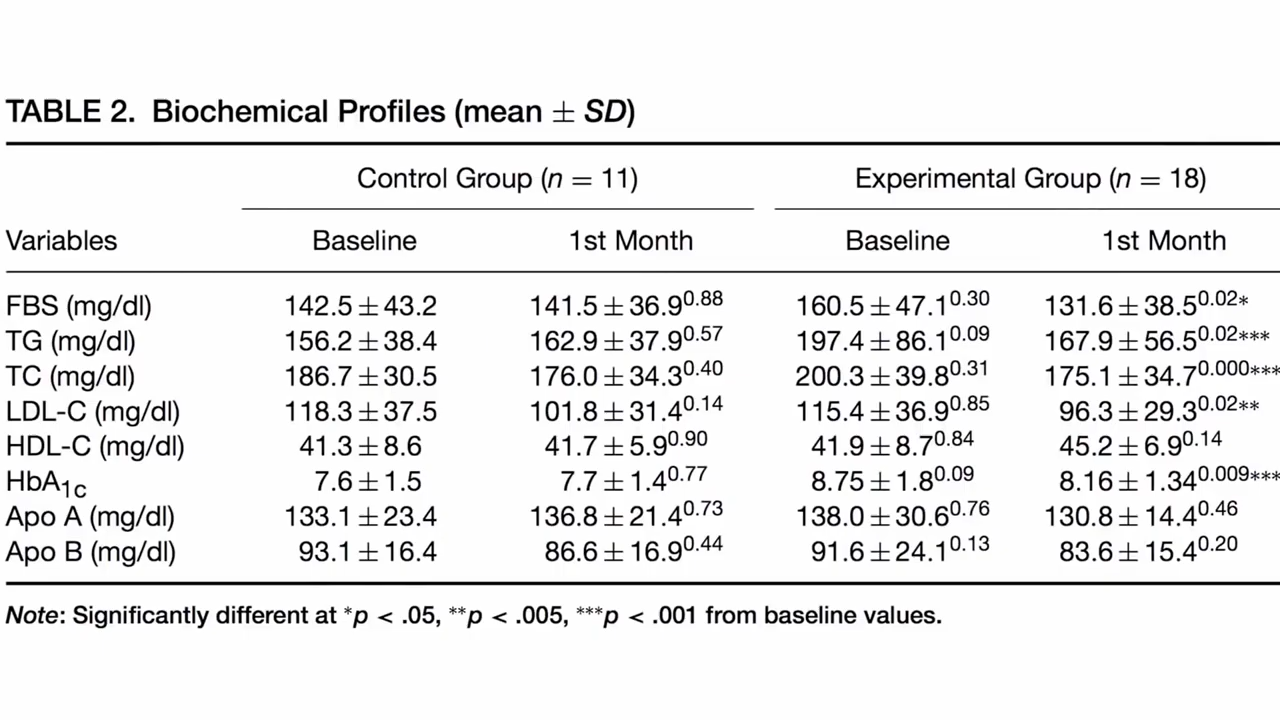 TABLE 2. Biochemical Profiles (mean ± SD)
Control Group (n = 11) Experimental Group (n = 18)
Variables Baseline 1st Month Baseline 1st Month
FBS (mg/dl) 142.5 ± 43.2 141.5 ± 36.9^0.88 160.5 ± 47.1^0.30 131.6 ± 38.5^0.02*
TG (mg/dl) 156.2 ± 38.4 162.9 ± 37.9^0.57 197.4 ± 86.1^0.09 167.9 ± 56.5^0.02***
TC (mg/dl) 186.7 ± 30.5 176.0 ± 34.3^0.40 200.3 ± 39.8^0.31 175.1 ± 34.7^0.000***
LDL-C (mg/dl) 118.3 ± 37.5 101.8 ± 31.4^0.14 115.4 ± 36.9^0.85 96.3 ± 29.3^0.02**
HDL-C (mg/dl) 41.3 ± 8.6 41.7 ± 5.9^0.90 41.9 ± 8.7^0.84 45.2 ± 6.9^0.14
HbA1c 7.6 ± 1.5 7.7 ± 1.4^0.77 8.75 ± 1.8^0.09 8.16 ± 1.34^0.009***
Apo A (mg/dl) 133.1 ± 23.4 136.8 ± 21.4^0.73 138.0 ± 30.6^0.76 130.8 ± 14.4^0.46
Apo B (mg/dl) 93.1 ± 16.4 86.6 ± 16.9^0.44 91.6 ± 24.1^0.13 83.6 ± 15.4^0.20
Note: Significantly different at *p < .05, **p < .005, ***p < .001 from baseline values.